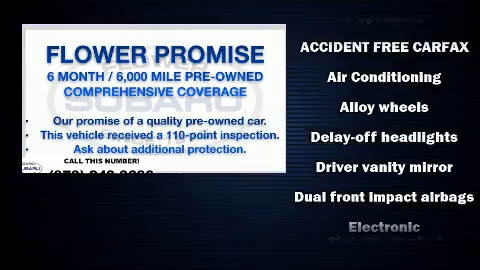 FLOWER PROMISE
6 MONTH / 6,000 MILE PRE-OWNED
COMPREHENSIVE COVERAGE
SUBARU
• Our promise of a quality pre-owned car.
• This vehicle received a 110-point inspection.
• Ask about additional protection.
CALL THIS NUMBER!
SUBARU
ACCIDENT FREE CARFAX
Air Conditioning
Alloy wheels
Delay-off headlights
Driver vanity mirror
Dual front impact airbags
Electronic